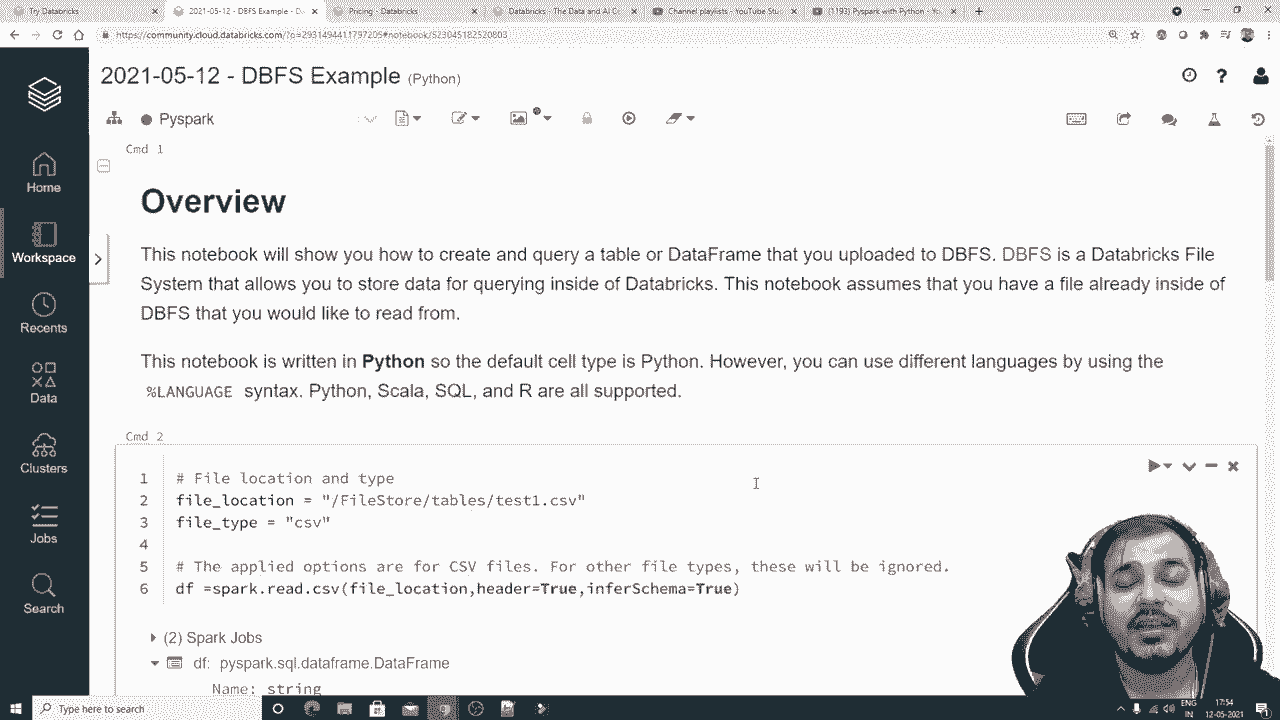 Try Databricks
2021-05-12 - DBFS Example - D
Pricing - Databricks
Databricks - The Data and AI C
Channel playlists - YouTube Stu
(1193) Pyspark with Python - Yo
https://community.cloud.databricks.com/?o=2931494411797205#notebook/523045182520803
2021-05-12 - DBFS Example (Python)
Pyspark
Cmd 1
Overview
This notebook will show you how to create and query a table or DataFrame that you uploaded to DBFS. DBFS is a Databricks File
System that allows you to store data for querying inside of Databricks. This notebook assumes that you have a file already inside of
DBFS that you would like to read from.
This notebook is written in Python so the default cell type is Python. However, you can use different languages by using the
%LANGUAGE syntax. Python, Scala, SQL, and R are all supported.
Cmd 2
1 # File location and type
2 file_location = "/FileStore/tables/test1.csv"
3 file_type = "csv"
4
5 # The applied options are for CSV files. For other file types, these will be ignored.
6 df =spark.read.csv(file_location,header=True,inferSchema=True)
(2) Spark Jobs
df: pyspark.sql.dataframe.DataFrame
Name: string
Home
Workspace
Recents
Data
Clusters
Jobs
Search
Type here to search
ENG
IN
17:54
12-05-2021